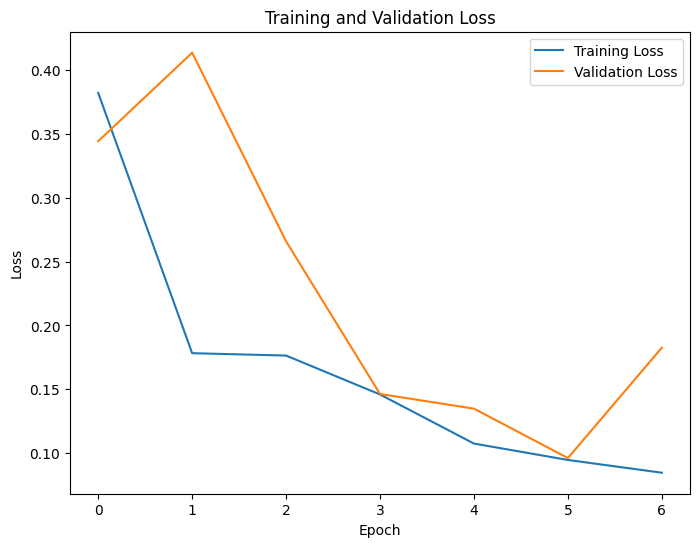 Training and Validation Loss
Training Loss
Validation Loss
Loss
0.40
0.35
0.30
0.25
0.20
0.15
0.10
0 1 2 3 4 5 6
Epoch